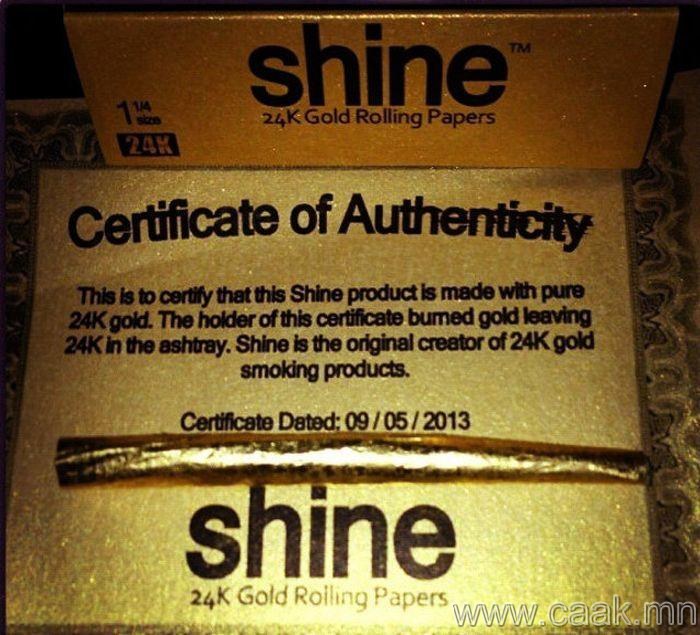 shine™
24K Gold Rolling Papers
1 1/4
size
24K
Certificate of Authenticity
This is to certify that this Shine product is made with pure
24K gold. The holder of this certificate burned gold leaving
24K in the ashtray. Shine is the original creator of 24K gold
smoking products.
Certificate Dated: 09 / 05 / 2013
shine
24K Gold Rolling Papers
www.caak.mn